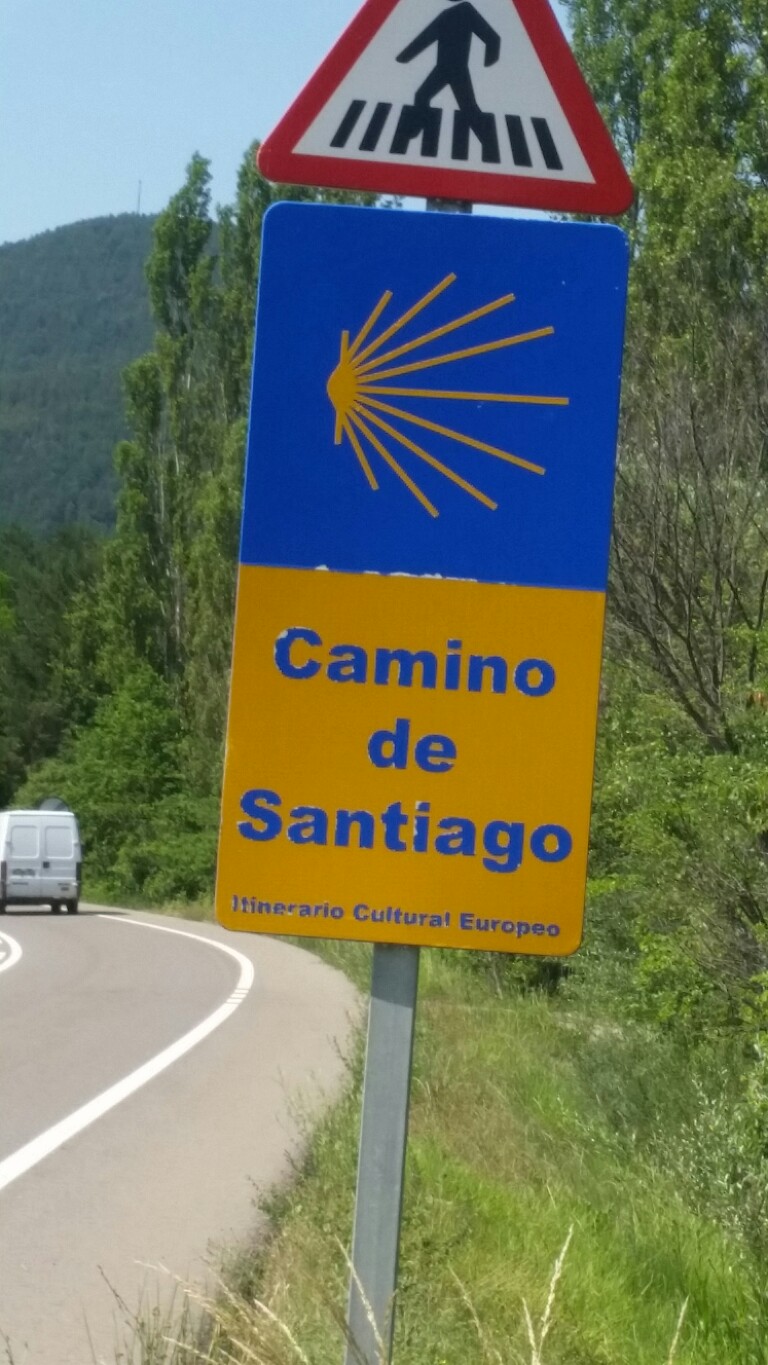 Camino
de
Santiago
Itinerario Cultural Europeo